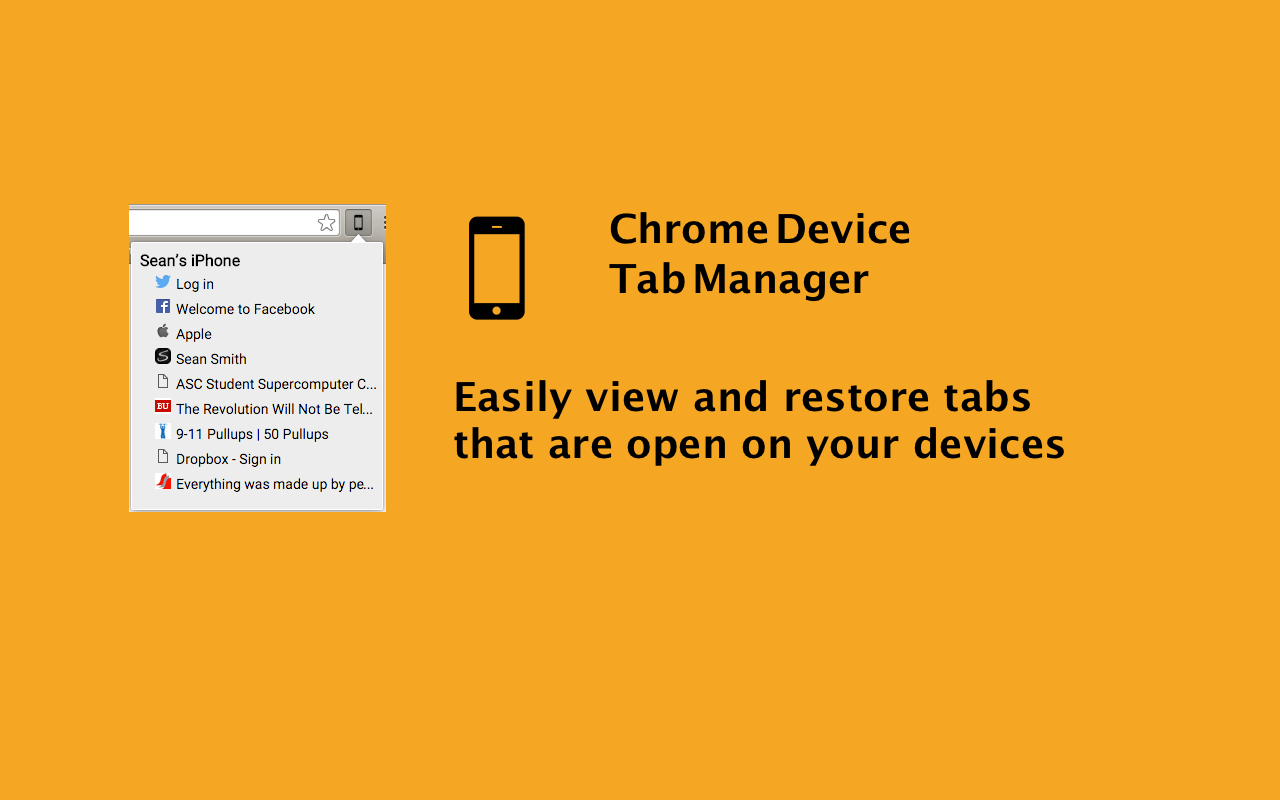 Sean's iPhone
Log in
Welcome to Facebook
Apple
Sean Smith
ASC Student Supercomputer C...
BU The Revolution Will Not Be Tel...
9-11 Pullups | 50 Pullups
Dropbox - Sign in
Everything was made up by pe...
Chrome Device
Tab Manager
Easily view and restore tabs
that are open on your devices